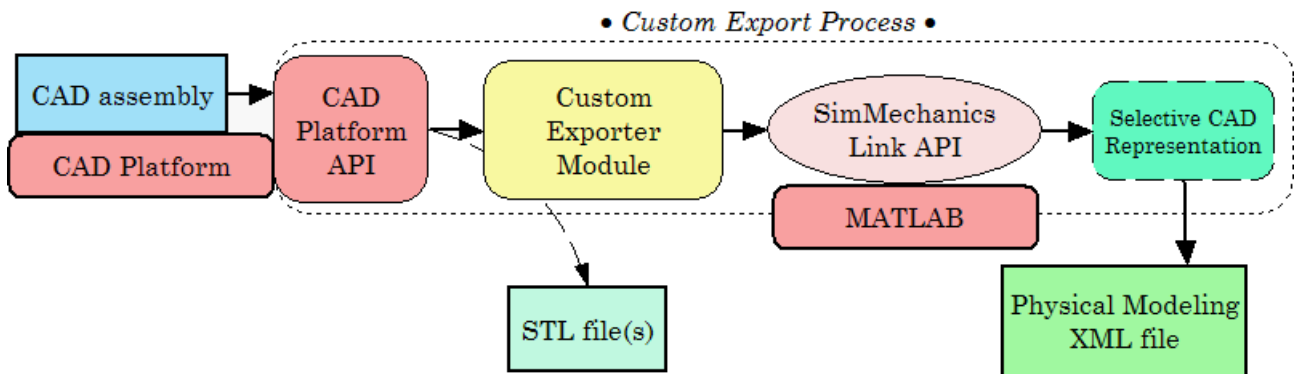 • Custom Export Process •
CAD assembly
CAD Platform
CAD
Platform
API
Custom
Exporter
Module
SimMechanics
Link API
MATLAB
Selective CAD
Representation
STL file(s)
Physical Modeling
XML file